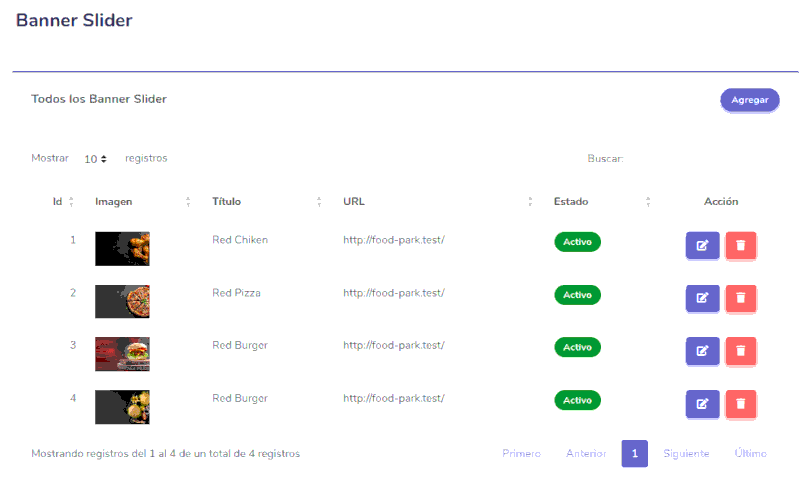 Banner Slider
Todos los Banner Slider
Agregar
Mostrar 10 registros
Buscar:
Id Imagen Título URL Estado Acción
1 Red Chiken http://food-park.test/ Activo
2 Red Pizza http://food-park.test/ Activo
3 Red Burger http://food-park.test/ Activo
4 Red Burger http://food-park.test/ Activo
Mostrando registros del 1 al 4 de un total de 4 registros
Primero Anterior 1 Siguiente Último